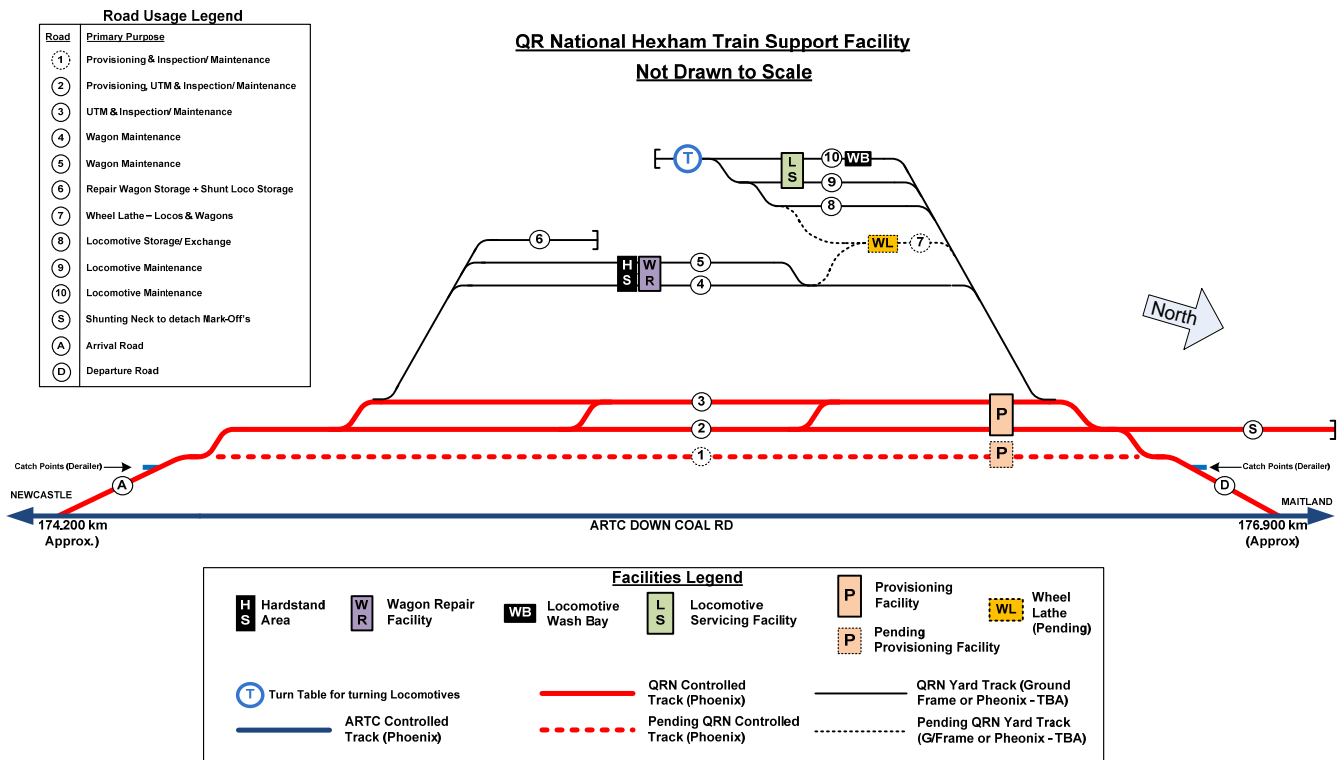 Road Usage Legend
Road Primary Purpose
1 Provisioning & Inspection/ Maintenance
2 Provisioning, UTM & Inspection/ Maintenance
3 UTM & Inspection/ Maintenance
4 Wagon Maintenance
5 Wagon Maintenance
6 Repair Wagon Storage + Shunt Loco Storage
7 Wheel Lathe – Locos & Wagons
8 Locomotive Storage/ Exchange
9 Locomotive Maintenance
10 Locomotive Maintenance
S Shunting Neck to detach Mark-Off's
A Arrival Road
D Departure Road
QR National Hexham Train Support Facility
Not Drawn to Scale
T
L
S
10
WB
9
8
WL
7
6
H
S
W
R
5
4
North
3
P
2
S
1
P
Catch Points (Derailer)
A
NEWCASTLE
174.200 km
Approx.)
ARTC DOWN COAL RD
Catch Points (Derailer)
D
MAITLAND
176.900 km
(Approx)
Facilities Legend
H
S
Hardstand
Area
W
R
Wagon Repair
Facility
WB
Locomotive
Wash Bay
L
S
Locomotive
Servicing Facility
P
Provisioning
Facility
P
Pending
Provisioning Facility
WL
Wheel
Lathe
(Pending)
T
Turn Table for turning Locomotives
ARTC Controlled
Track (Phoenix)
QRN Controlled
Track (Phoenix)
Pending QRN Controlled
Track (Phoenix)
QRN Yard Track (Ground
Frame or Pheonix - TBA)
Pending QRN Yard Track
(G/Frame or Pheonix - TBA)